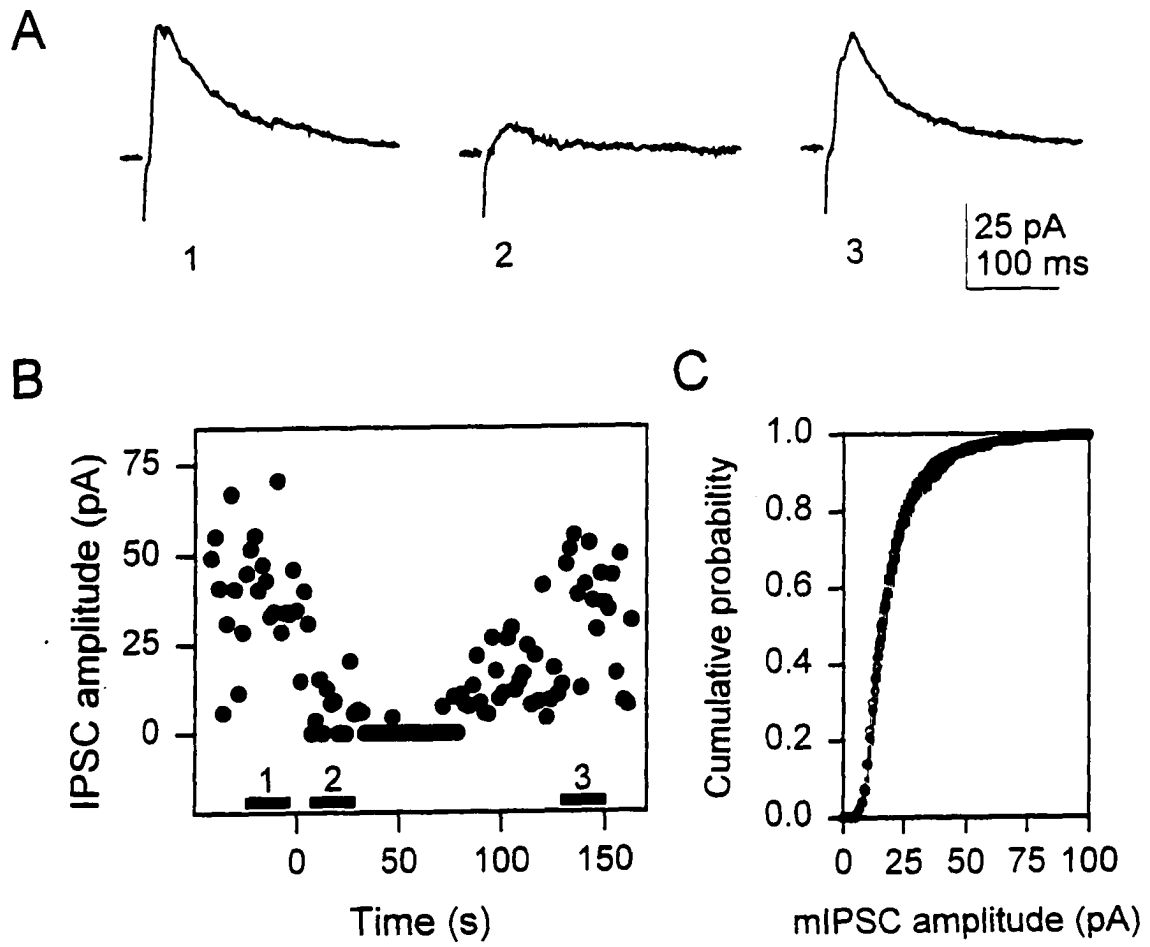 A
1
2
3
25 pA
100 ms
B
IPSC amplitude (pA)
75
50
25
0
1
2
3
0
50
100
150
Time (s)
C
Cumulative probability
1.0
0.8
0.6
0.4
0.2
0.0
0
25
50
75
100
mIPSC amplitude (pA)